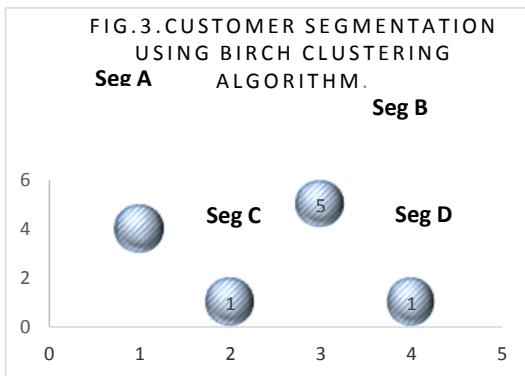 FIG.3.CUSTOMER SEGMENTATION
USING BIRCH CLUSTERING
ALGORITHM.
Seg A
Seg B
6
5
Seg C
Seg D
4
2
1
1
0
0 1 2 3 4 5